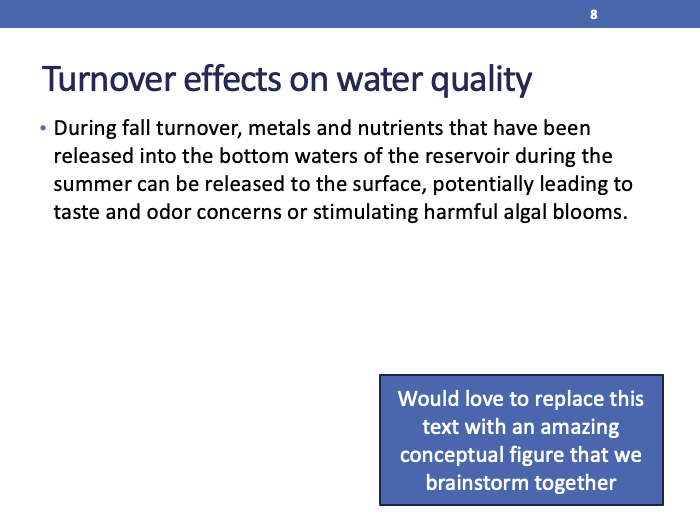 8
Turnover effects on water quality
• During fall turnover, metals and nutrients that have been
released into the bottom waters of the reservoir during the
summer can be released to the surface, potentially leading to
taste and odor concerns or stimulating harmful algal blooms.
Would love to replace this
text with an amazing
conceptual figure that we
brainstorm together